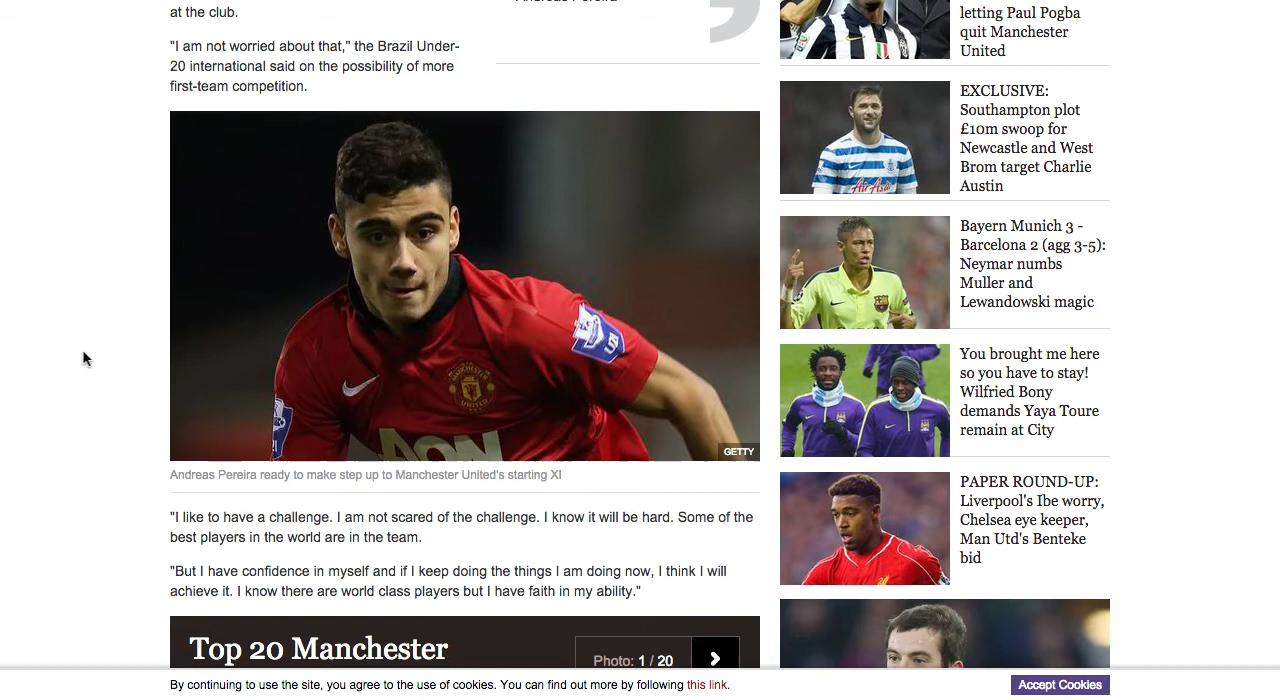 at the club.
"I am not worried about that," the Brazil Under-
20 international said on the possibility of more
first-team competition.
GETTY
Andreas Pereira ready to make step up to Manchester United's starting XI
"I like to have a challenge. I am not scared of the challenge. I know it will be hard. Some of the
best players in the world are in the team.
"But I have confidence in myself and if I keep doing the things I am doing now, I think I will
achieve it. I know there are world class players but I have faith in my ability."
Top 20 Manchester
Photo: 1 / 20
letting Paul Pogba
quit Manchester
United
EXCLUSIVE:
Southampton plot
£10m swoop for
Newcastle and West
Brom target Charlie
Austin
AirAsia
Bayern Munich 3 -
Barcelona 2 (agg 3-5):
Neymar numbs
Muller and
Lewandowski magic
You brought me here
so you have to stay!
Wilfried Bony
demands Yaya Toure
remain at City
PAPER ROUND-UP:
Liverpool's Ibe worry,
Chelsea eye keeper,
Man Utd's Benteke
bid
By continuing to use the site, you agree to the use of cookies. You can find out more by following this link.
Accept Cookies